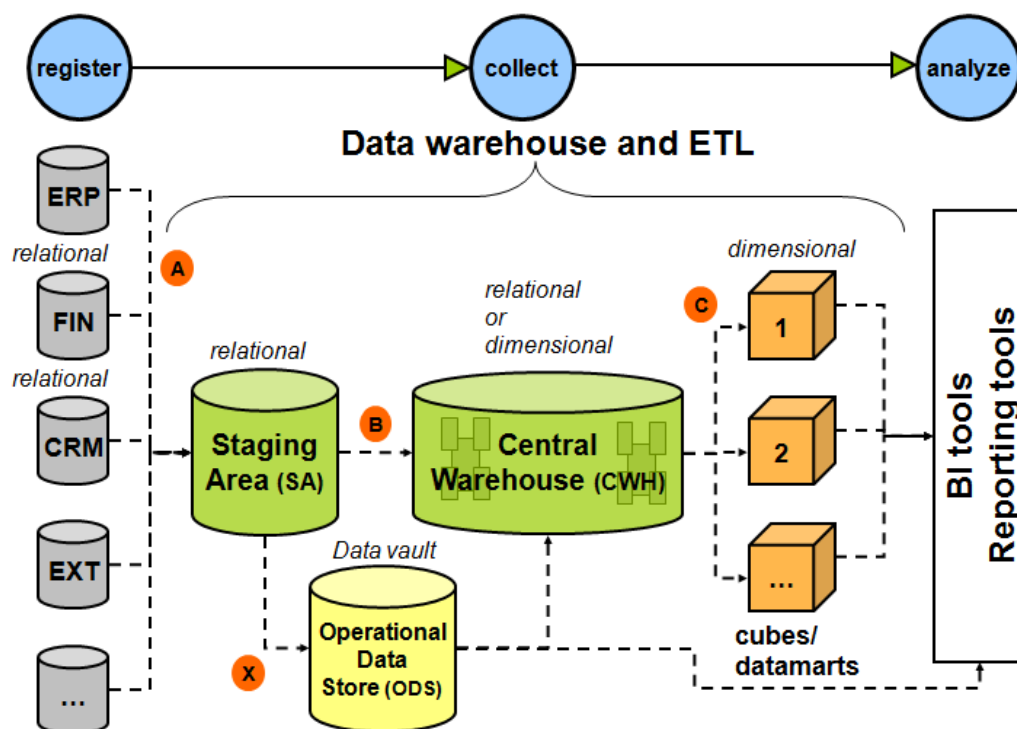 register
collect
analyze
Data warehouse and ETL
ERP
relational
FIN
relational
CRM
EXT
...
A
relational
Staging
Area (SA)
B
relational
or
dimensional
Central
Warehouse (CWH)
Data vault
Operational
Data
Store (ODS)
X
dimensional
C
1
2
...
cubes/
datamarts
BI tools
Reporting tools